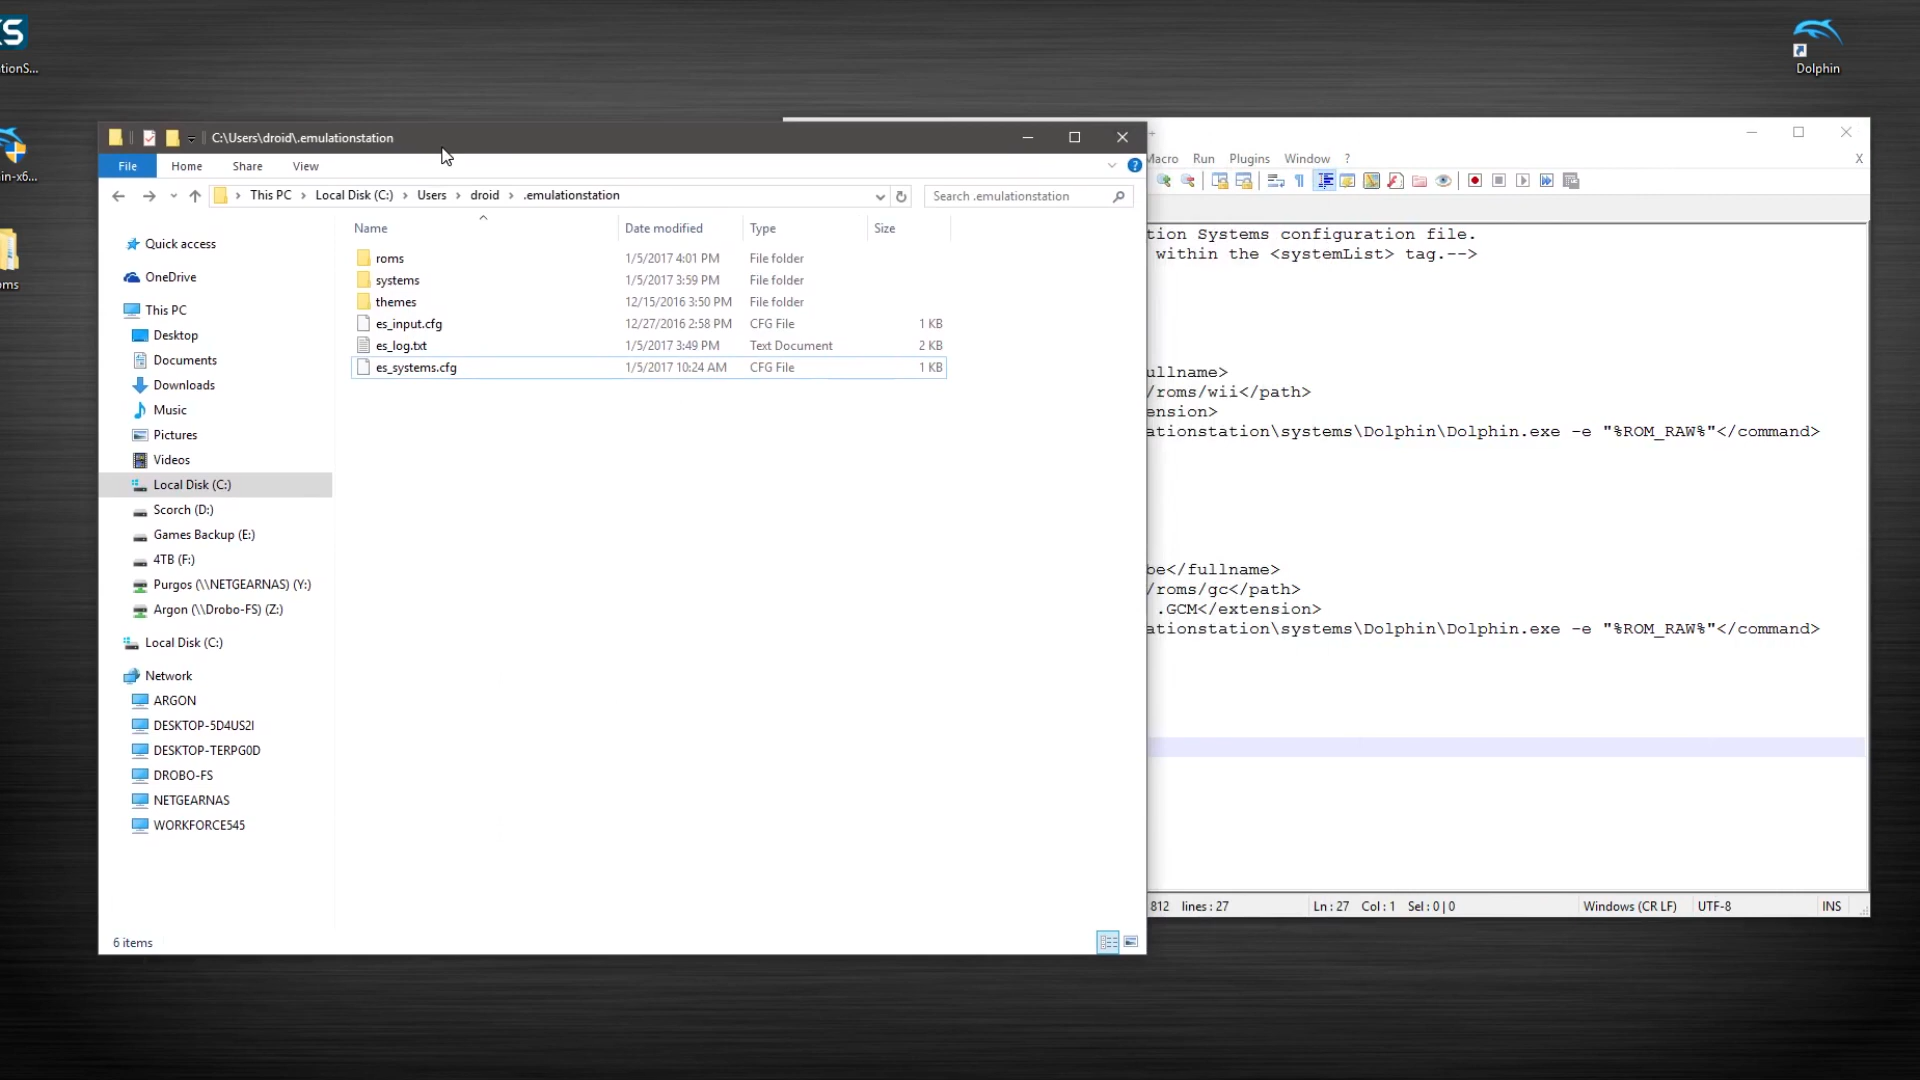 S
tionS...
Dolphin
in-x6...
ms
C:\Users\droid\.emulationstation
File Home Share View
This PC Local Disk (C:) Users droid .emulationstation
Search .emulationstation
Name Date modified Type Size
roms 1/5/2017 4:01 PM File folder
systems 1/5/2017 3:59 PM File folder
themes 12/15/2016 3:50 PM File folder
es_input.cfg 12/27/2016 2:58 PM CFG File 1 KB
es_log.txt 1/5/2017 3:49 PM Text Document 2 KB
es_systems.cfg 1/5/2017 10:24 AM CFG File 1 KB
Quick access
OneDrive
This PC
Desktop
Documents
Downloads
Music
Pictures
Videos
Local Disk (C:)
Scorch (D:)
Games Backup (E:)
4TB (F:)
Purgos (\\NETGEARNAS) (Y:)
Argon (\\Drobo-FS) (Z:)
Local Disk (C:)
Network
ARGON
DESKTOP-5D4US2I
DESKTOP-TERPG0D
DROBO-FS
NETGEARNAS
WORKFORCE545
6 items
Macro Run Plugins Window ? X
tion Systems configuration file.
within the <systemList> tag.-->
ullname>
/roms/wii</path>
ension>
ationstation\systems\Dolphin\Dolphin.exe -e "%ROM_RAW%"</command>
be</fullname>
/roms/gc</path>
.GCM</extension>
ationstation\systems\Dolphin\Dolphin.exe -e "%ROM_RAW%"</command>
812 lines : 27 Ln : 27 Col : 1 Sel : 0 | 0 Windows (CR LF) UTF-8 INS